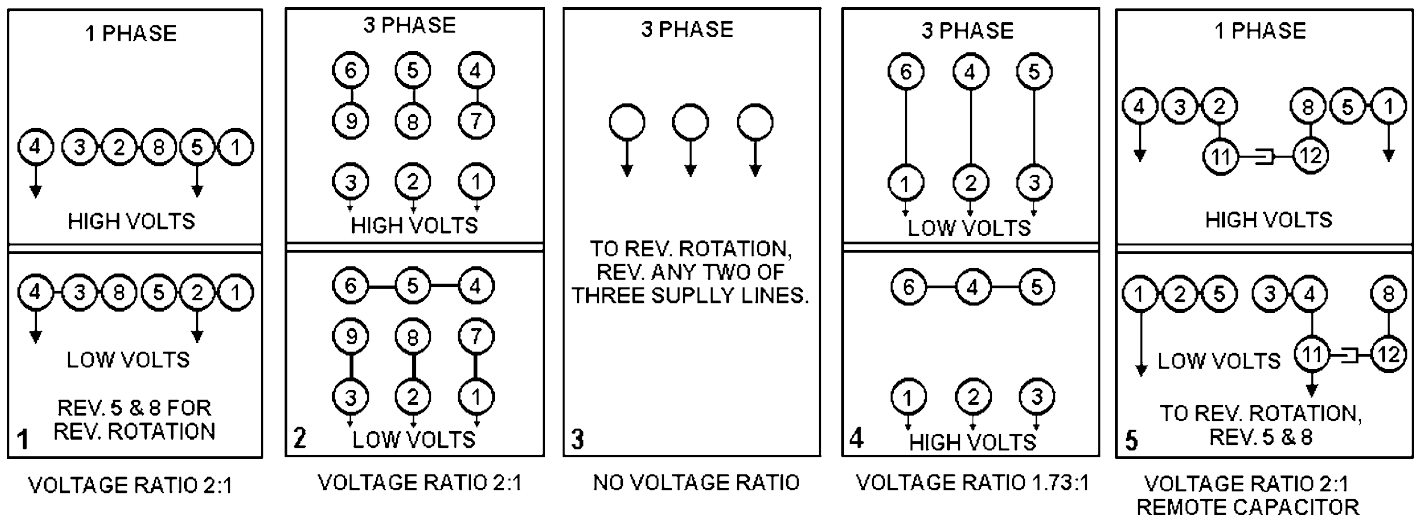 1 PHASE
4 3 2 8 5 1
HIGH VOLTS
4 3 8 5 2 1
LOW VOLTS
REV. 5 & 8 FOR
REV. ROTATION
1
VOLTAGE RATIO 2:1
3 PHASE
6 5 4
9 8 7
3 2 1
HIGH VOLTS
6 5 4
9 8 7
3 2 1
LOW VOLTS
2
VOLTAGE RATIO 2:1
3 PHASE
TO REV. ROTATION,
REV. ANY TWO OF
THREE SUPLLY LINES.
3
NO VOLTAGE RATIO
3 PHASE
6 4 5
1 2 3
LOW VOLTS
6 4 5
1 2 3
HIGH VOLTS
4
VOLTAGE RATIO 1.73:1
1 PHASE
4 3 2 8 5 1
11 12
HIGH VOLTS
1 2 5 3 4 8
LOW VOLTS 11 12
TO REV. ROTATION,
REV. 5 & 8
5
VOLTAGE RATIO 2:1
REMOTE CAPACITOR